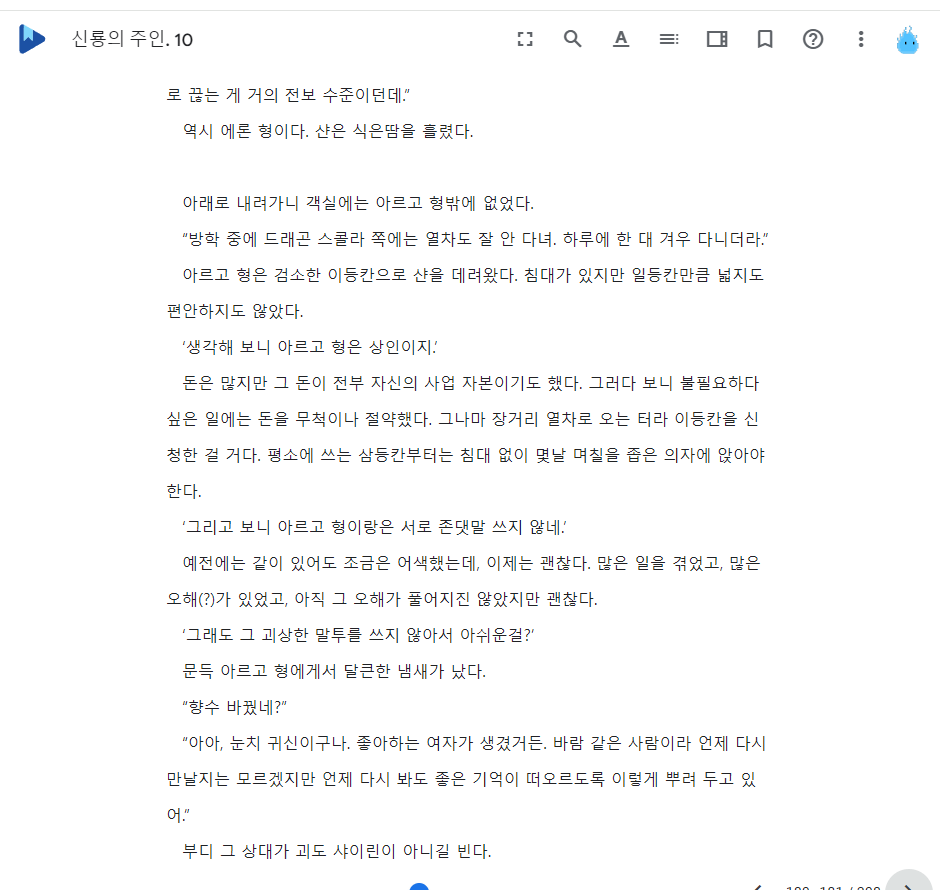 신룡의 주인. 10
로 끊는 게 거의 전보 수준이던데.”
역시 에론 형이다. 샨은 식은땀을 흘렸다.
아래로 내려가니 객실에는 아르고 형밖에 없었다.
“방학 중에 드래곤 스콜라 쪽에는 열차도 잘 안 다녀. 하루에 한 대 겨우 다니더라.”
아르고 형은 검소한 이등칸으로 샨을 데려왔다. 침대가 있지만 일등칸만큼 넓지도
편안하지도 않았다.
‘생각해 보니 아르고 형은 상인이지.’
돈은 많지만 그 돈이 전부 자신의 사업 자본이기도 했다. 그러다 보니 불필요하다
싶은 일에는 돈을 무척이나 절약했다. 그나마 장거리 열차로 오는 터라 이등칸을 신
청한 걸 거다. 평소에 쓰는 삼등칸부터는 침대 없이 몇날 며칠을 좁은 의자에 앉아야
한다.
‘그리고 보니 아르고 형이랑은 서로 존댓말 쓰지 않네.’
예전에는 같이 있어도 조금은 어색했는데, 이제는 괜찮다. 많은 일을 겪었고, 많은
오해(?)가 있었고, 아직 그 오해가 풀어지진 않았지만 괜찮다.
‘그래도 그 괴상한 말투를 쓰지 않아서 아쉬운걸?’
문득 아르고 형에게서 달큰한 냄새가 났다.
“향수 바꿨네?”
“아아, 눈치 귀신이구나. 좋아하는 여자가 생겼거든. 바람 같은 사람이라 언제 다시
만날지는 모르겠지만 언제 다시 봐도 좋은 기억이 떠오르도록 이렇게 뿌려 두고 있
어.”
부디 그 상대가 괴도 샤이린이 아니길 빈다.